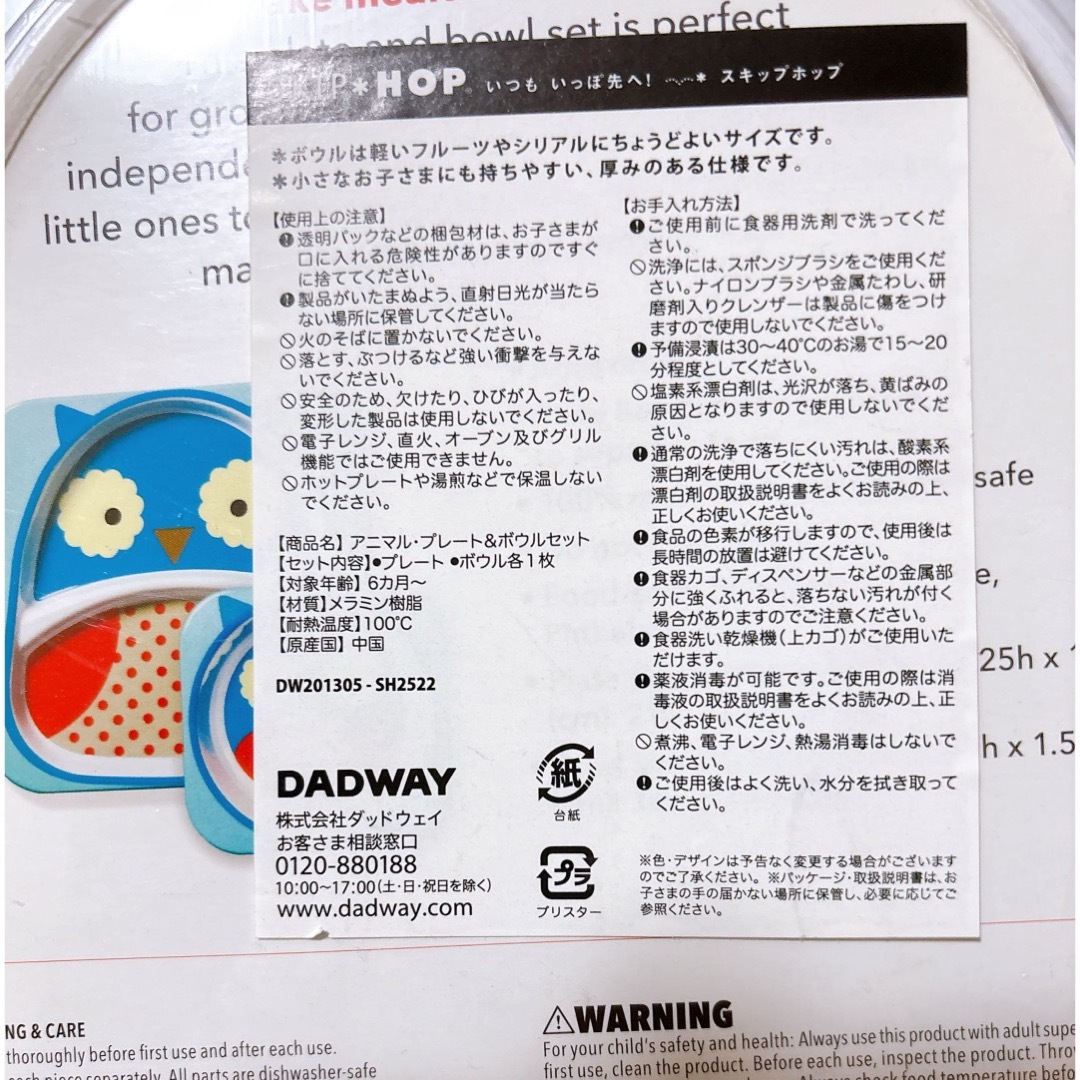 and bowl set is perfect
for
little ones
SKIP*HOP いつも いっぽ先へ! スキップホップ
＊ボウルは軽いフルーツやシリアルにちょうどよいサイズです。
＊小さなお子さまにも持ちやすい、厚みのある仕様です。
【使用上の注意】
透明パックなどの梱包材は、お子さまが
口に入れる危険性がありますのですぐ
に捨ててください。
製品がいたまぬよう、直射日光が当たら
ない場所に保管してください。
火のそばに置かないでください。
落とす、ぶつけるなど強い衝撃を与えな
いでください。
安全のため、欠けたり、ひびが入ったり、
変形した製品は使用しないでください。
電子レンジ、直火、オーブン及びグリル
機能ではご使用できません。
ホットプレートや湯煎などで保温しない
でください。
【商品名】アニマル・プレート&ボウルセット
【セット内容】●プレート ●ボウル各1枚
【対象年齢】6カ月〜
【材質】メラミン樹脂
【耐熱温度】100℃
【原産国】中国
DW201305 - SH2522
DADWAY
株式会社ダッドウェイ
お客さま相談窓口
0120-880188
10:00〜17:00(土・日・祝日を除く)
www.dadway.com
紙
台紙
プラ
ブリスター
【お手入れ方法】
ご使用前に食器用洗剤で洗ってくだ
さい。
洗浄には、スポンジブラシをご使用くだ
さい。ナイロンブラシや金属たわし、研
磨剤入りクレンザーは製品に傷をつけ
ますので使用しないでください。
予備浸漬は30〜40℃のお湯で15〜20
分程度としてください。
塩素系漂白剤は、光沢が落ち、黄ばみの
原因となりますので使用しないでくだ
さい。
通常の洗浄で落ちにくい汚れは、酸素系
漂白剤を使用してください。ご使用の際は
漂白剤の取扱説明書をよくお読みの上、
正しくお使いください。
食品の色素が移行しますので、使用後は
長時間の放置は避けてください。
食器カゴ、ディスペンサーなどの金属部
分に強くふれると、落ちない汚れが付く
場合がありますのでご注意ください。
食器洗い乾燥機(上カゴ)がご使用いた
だけます。
薬液消毒が可能です。ご使用の際は消
毒液の取扱説明書をよくお読みの上、正
しくお使いください。
煮沸、電子レンジ、熱湯消毒はしないで
ください。
ご使用後はよく洗い、水分を拭き取って
ください。
※色・デザインは予告なく変更する場合がございます
のでご了承ください。※パッケージ・取扱説明書は、お
子さまの手の届かない場所に保管し、必要に応じてご
参照ください。
safe
25h x
h x 1.5
NG & CARE
thoroughly before first use and after each use.
each piece separately. All parts are dishwasher-safe
⚠WARNING
For your child's safety and health: Always use this product with adult supe
first use, clean the product. Before each use, inspect the product. Throw
Always check food temperature befo